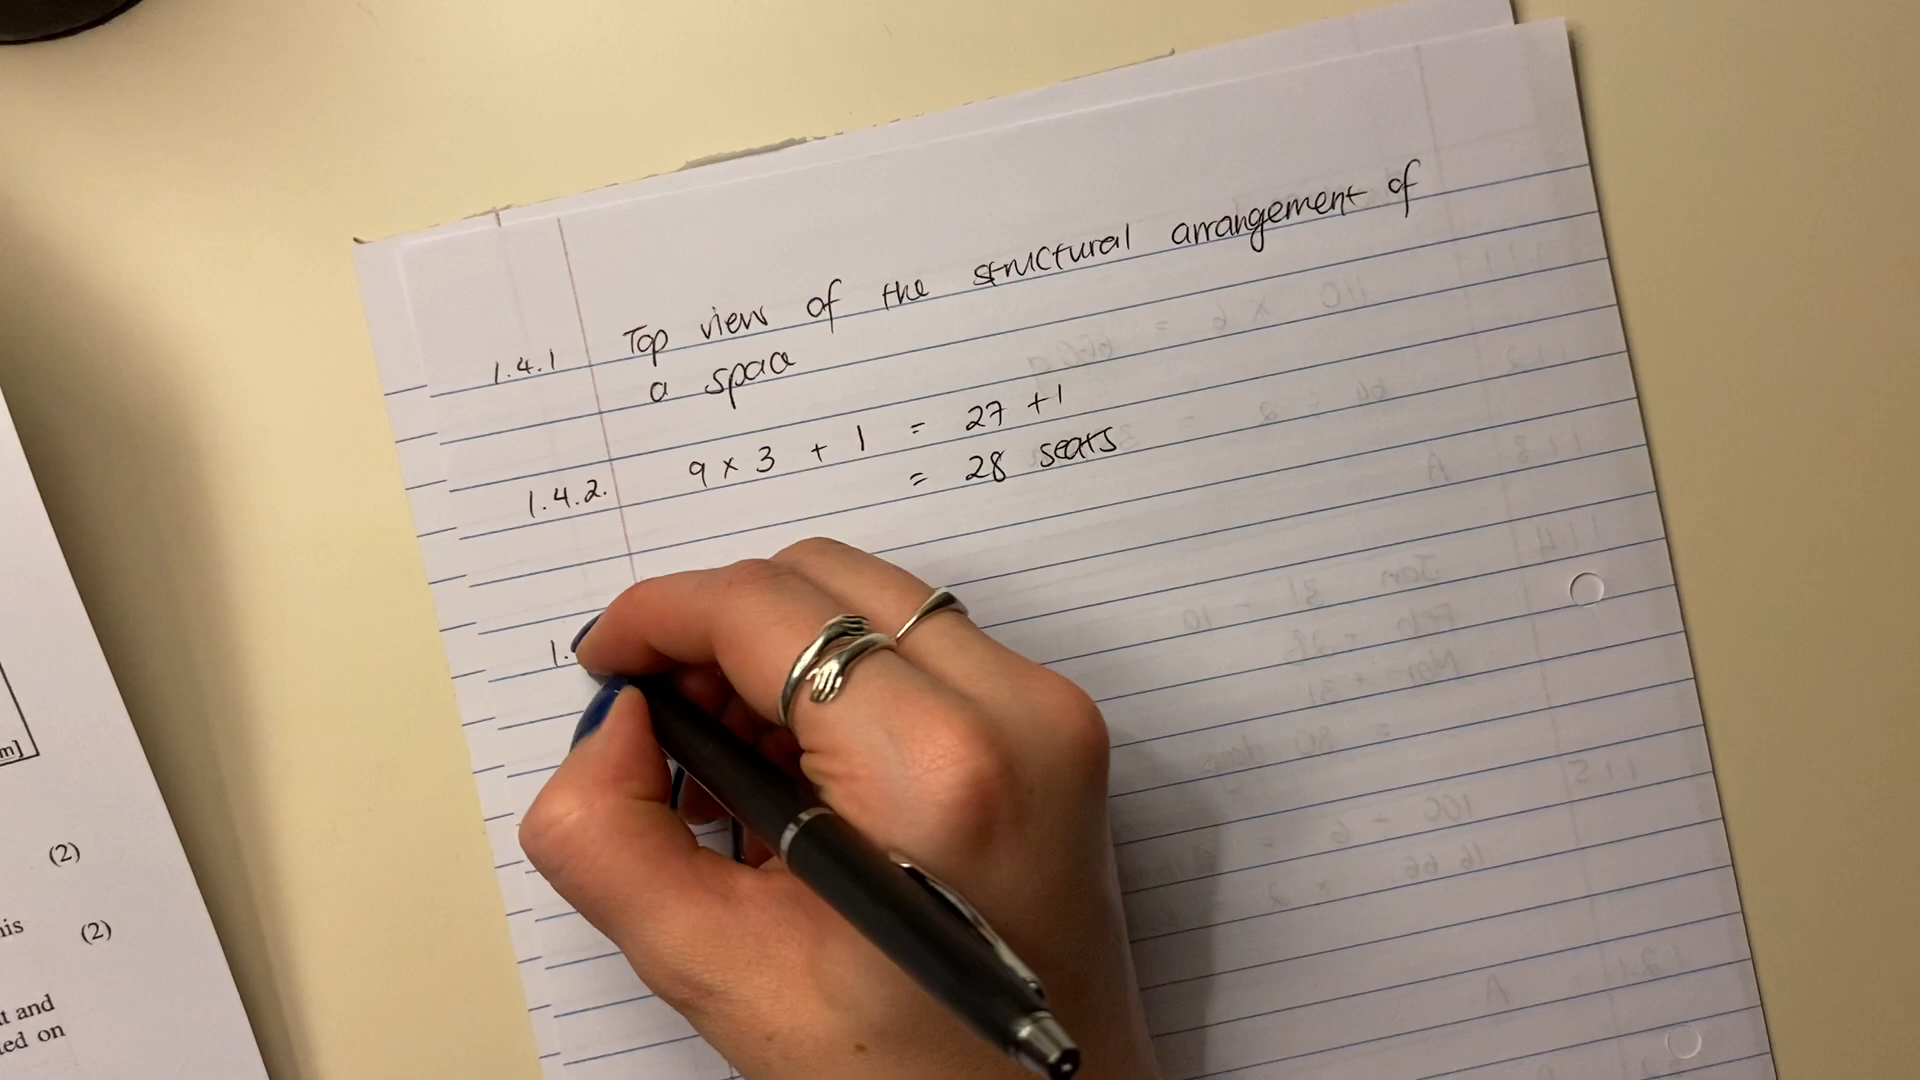 1.4.1 Top view of the structural arrangement of
a space
1.4.2. 9 x 3 + 1 = 27 + 1
= 28 seats
1.
m]
(2)
his
(2)
t and
ed on